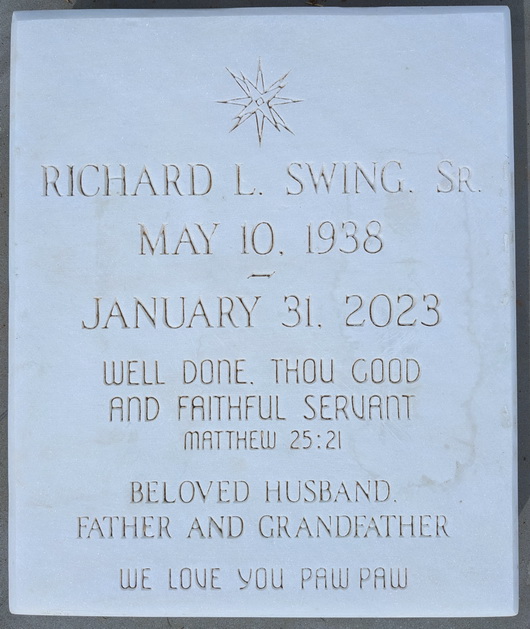 RICHARD L. SWING, SR.
MAY 10, 1938
–
JANUARY 31, 2023
WELL DONE, THOU GOOD
AND FAITHFUL SERVANT
MATTHEW 25:21
BELOVED HUSBAND,
FATHER AND GRANDFATHER
WE LOVE YOU PAW PAW